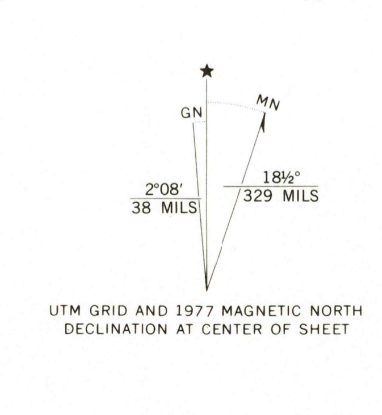 ★
GN
MN
2°08′
38 MILS
18½°
329 MILS
UTM GRID AND 1977 MAGNETIC NORTH
DECLINATION AT CENTER OF SHEET